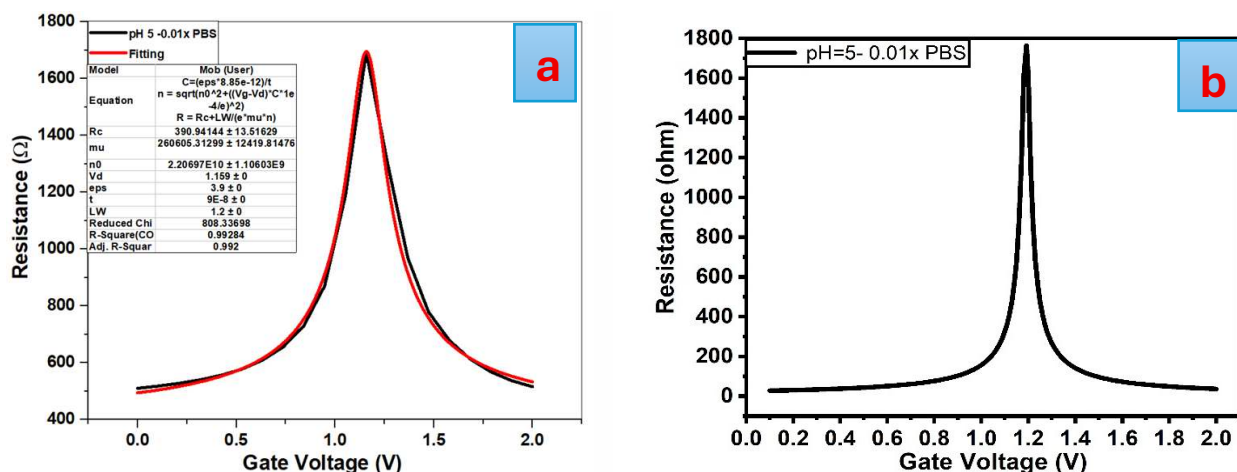 a
pH 5 -0.01x PBS
Fitting
Model Mob (User)
Equation C=(eps*8.85e-12)/t
n = sqrt(n0^2+((Vg-Vd)*C*1e
-4/e)^2)
R = Rc+LW/(e*mu*n)
Rc 390.94144 ± 13.51629
mu 260605.31299 ± 12419.81476
n0 2.20697E10 ± 1.10603E9
Vd 1.159 ± 0
eps 3.9 ± 0
t 9E-8 ± 0
LW 1.2 ± 0
Reduced Chi 808.33698
R-Square(CO 0.99284
Adj. R-Squar 0.992
Resistance (Ω)
1800
1600
1400
1200
1000
800
600
400
0.0 0.5 1.0 1.5 2.0
Gate Voltage (V)
b
pH=5- 0.01x PBS
Resistance (ohm)
1800
1600
1400
1200
1000
800
600
400
200
0
0.0 0.2 0.4 0.6 0.8 1.0 1.2 1.4 1.6 1.8 2.0
Gate Voltage (V)